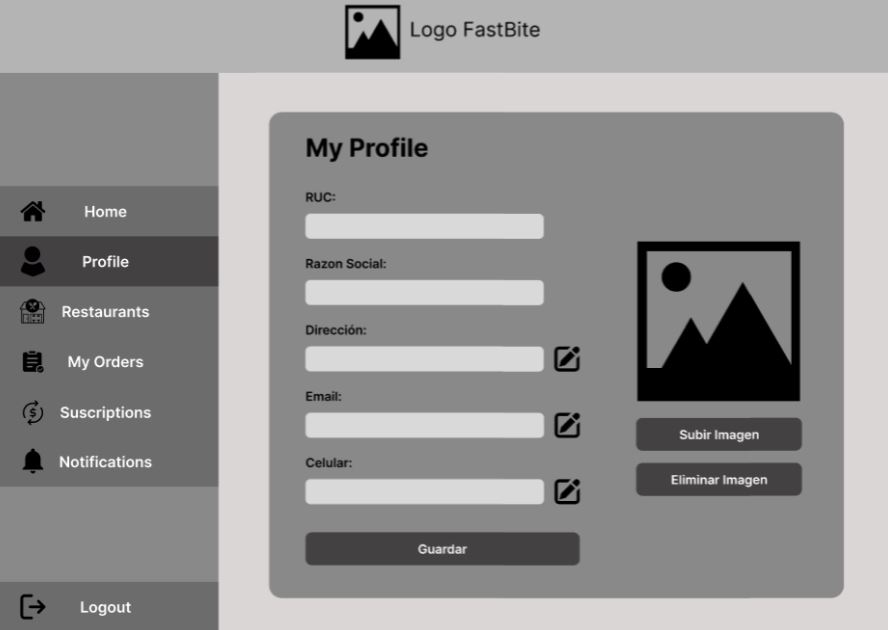 Logo FastBite
Home
Profile
Restaurants
My Orders
Suscriptions
Notifications
Logout
My Profile
RUC:
Razon Social:
Dirección:
Email:
Celular:
Guardar
Subir Imagen
Eliminar Imagen